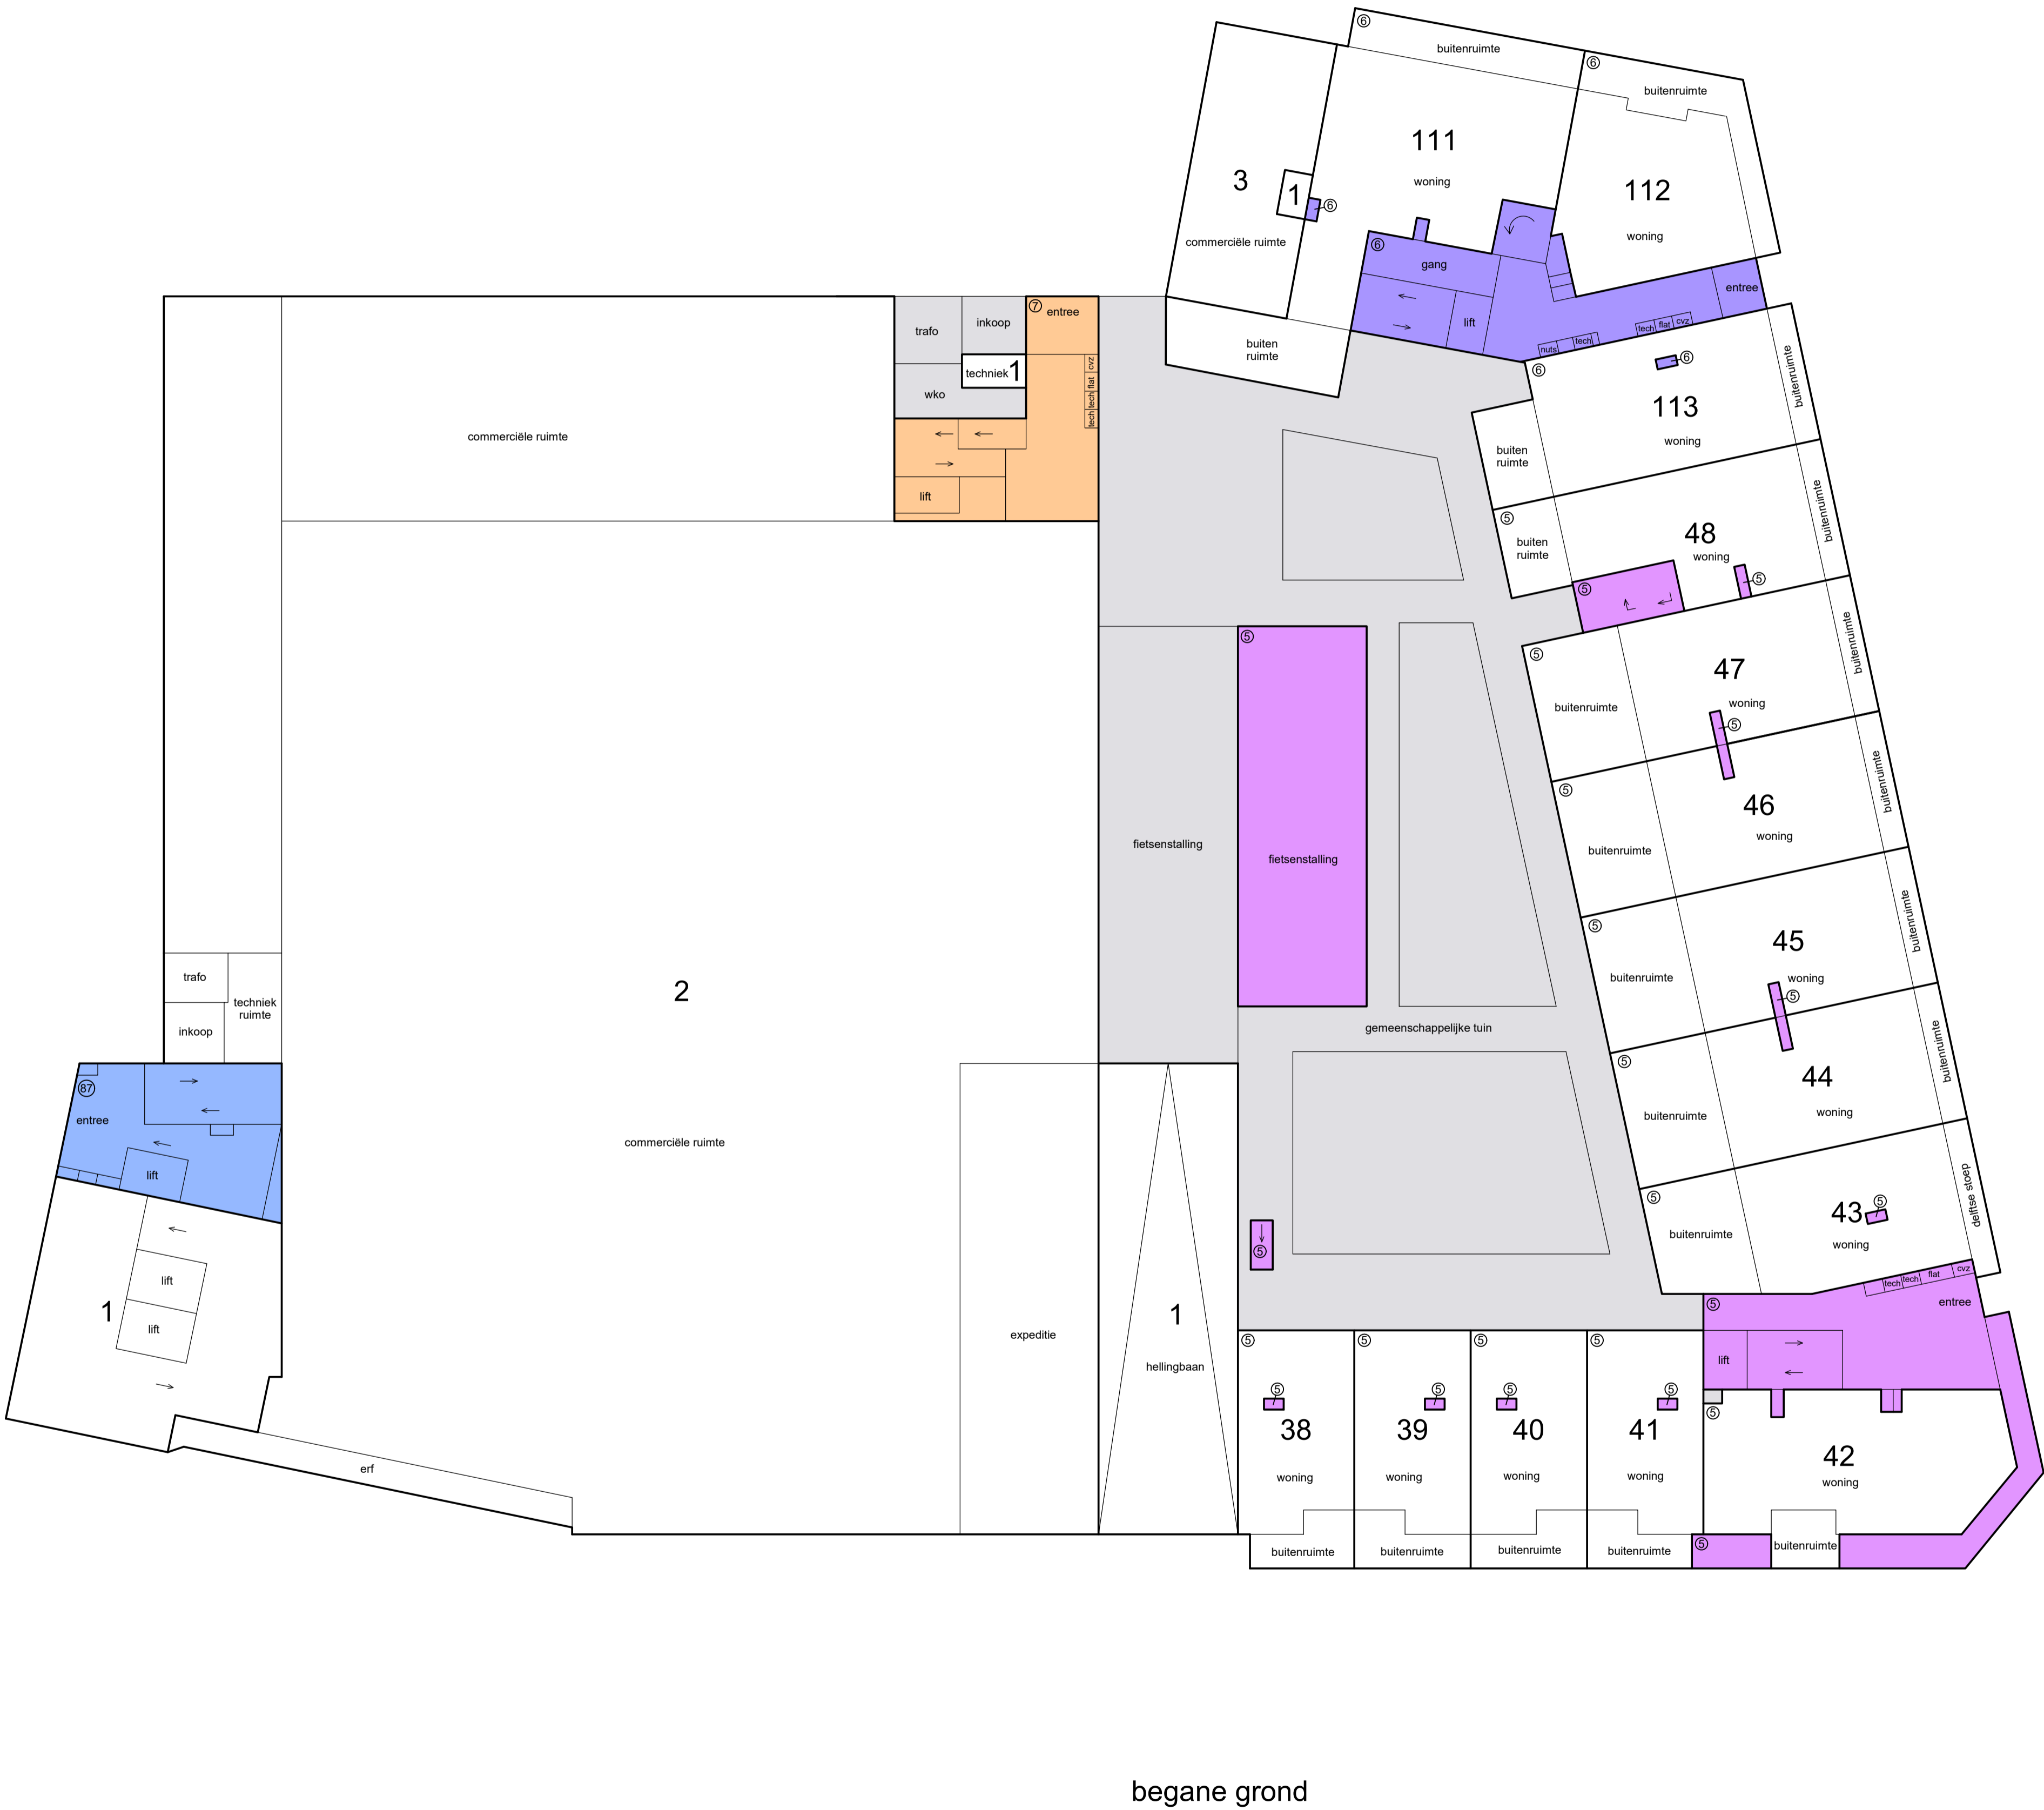 ⑥
buitenruimte
⑥
buitenruimte
111
woning
3
1
⑥
112
woning
commerciële ruimte
⑥
gang
lift
entree
nuts
tech
tech
flat
cvz
buiten
ruimte
trafo
inkoop
⑦
entree
techniek
1
wko
cvz
flat
tech
tech
lift
commerciële ruimte
⑥
⑥
113
woning
buitenruimte
buiten
ruimte
⑤
buiten
ruimte
48
woning
buitenruimte
⑤
⑤
⑤
47
woning
buitenruimte
buitenruimte
⑤
⑤
46
woning
buitenruimte
buitenruimte
⑤
fietsenstalling
fietsenstalling
⑤
45
woning
buitenruimte
buitenruimte
⑤
2
commerciële ruimte
trafo
techniek
ruimte
inkoop
gemeenschappelijke tuin
⑤
44
woning
buitenruimte
buitenruimte
87
entree
lift
⑤
43
woning
⑤
buitenruimte
delftse stoep
⑤
1
lift
lift
erf
expeditie
1
hellingbaan
⑤
entree
tech
tech
flat
cvz
lift
⑤
⑤
38
woning
buitenruimte
⑤
⑤
39
woning
buitenruimte
⑤
⑤
40
woning
buitenruimte
⑤
⑤
41
woning
buitenruimte
⑤
42
woning
⑤
buitenruimte
begane grond